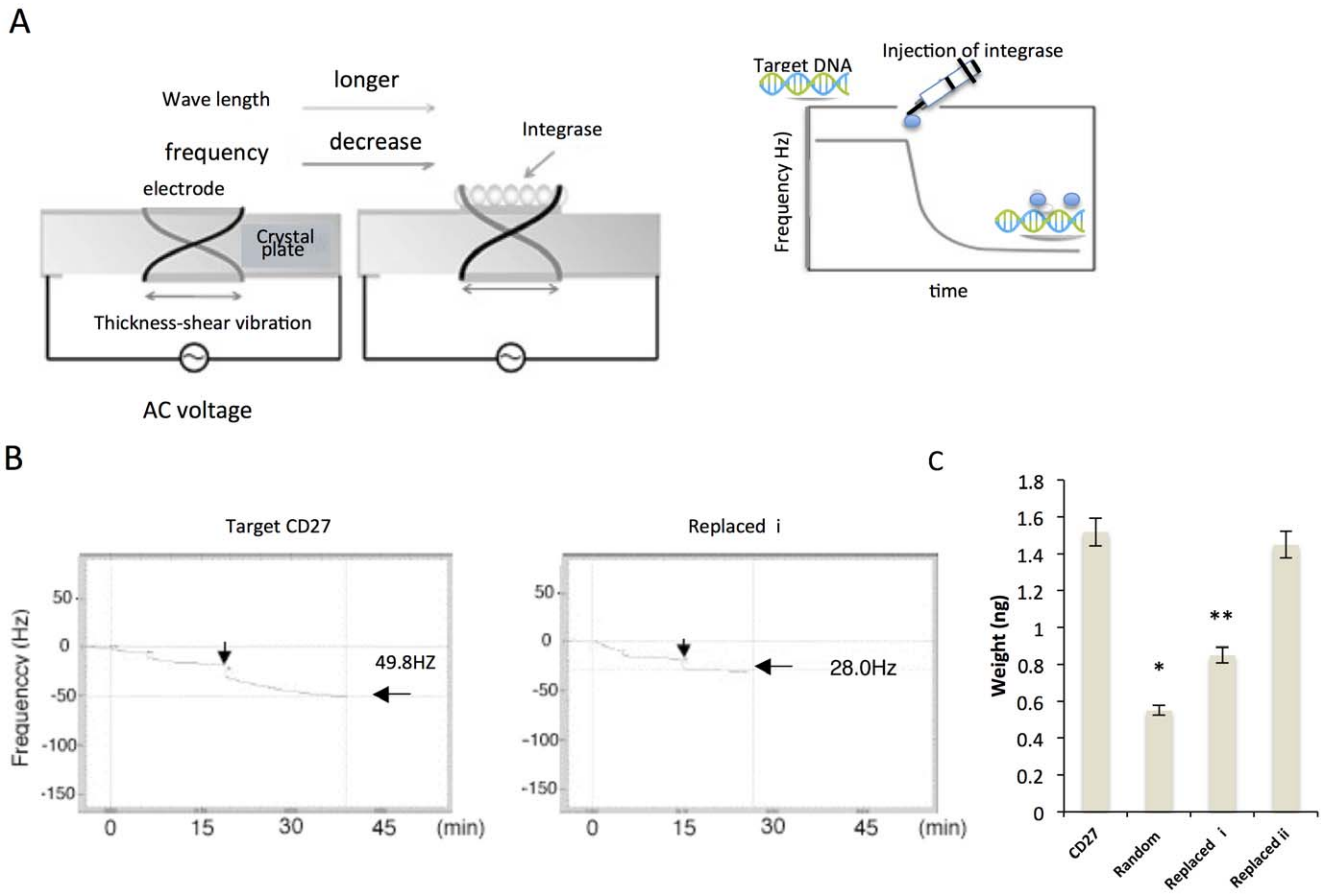 A
Wave length
longer
frequency
decrease
Integrase
electrode
Crystal
plate
Thickness-shear vibration
AC voltage
Target DNA
Injection of integrase
Frequency Hz)
time
B
Target CD27
Frequenccy (Hz)
50
0
-50
-100
-150
49.8HZ
0 15 30 45 (min)
Replaced i
50
0
-50
-100
-150
28.0Hz
0 15 30 45 (min)
C
Weight (ng)
1.8
1.6
1.4
1.2
1
0.8
0.6
0.4
0.2
0
*
**
CD27
Random
Replaced i
Replaced ii